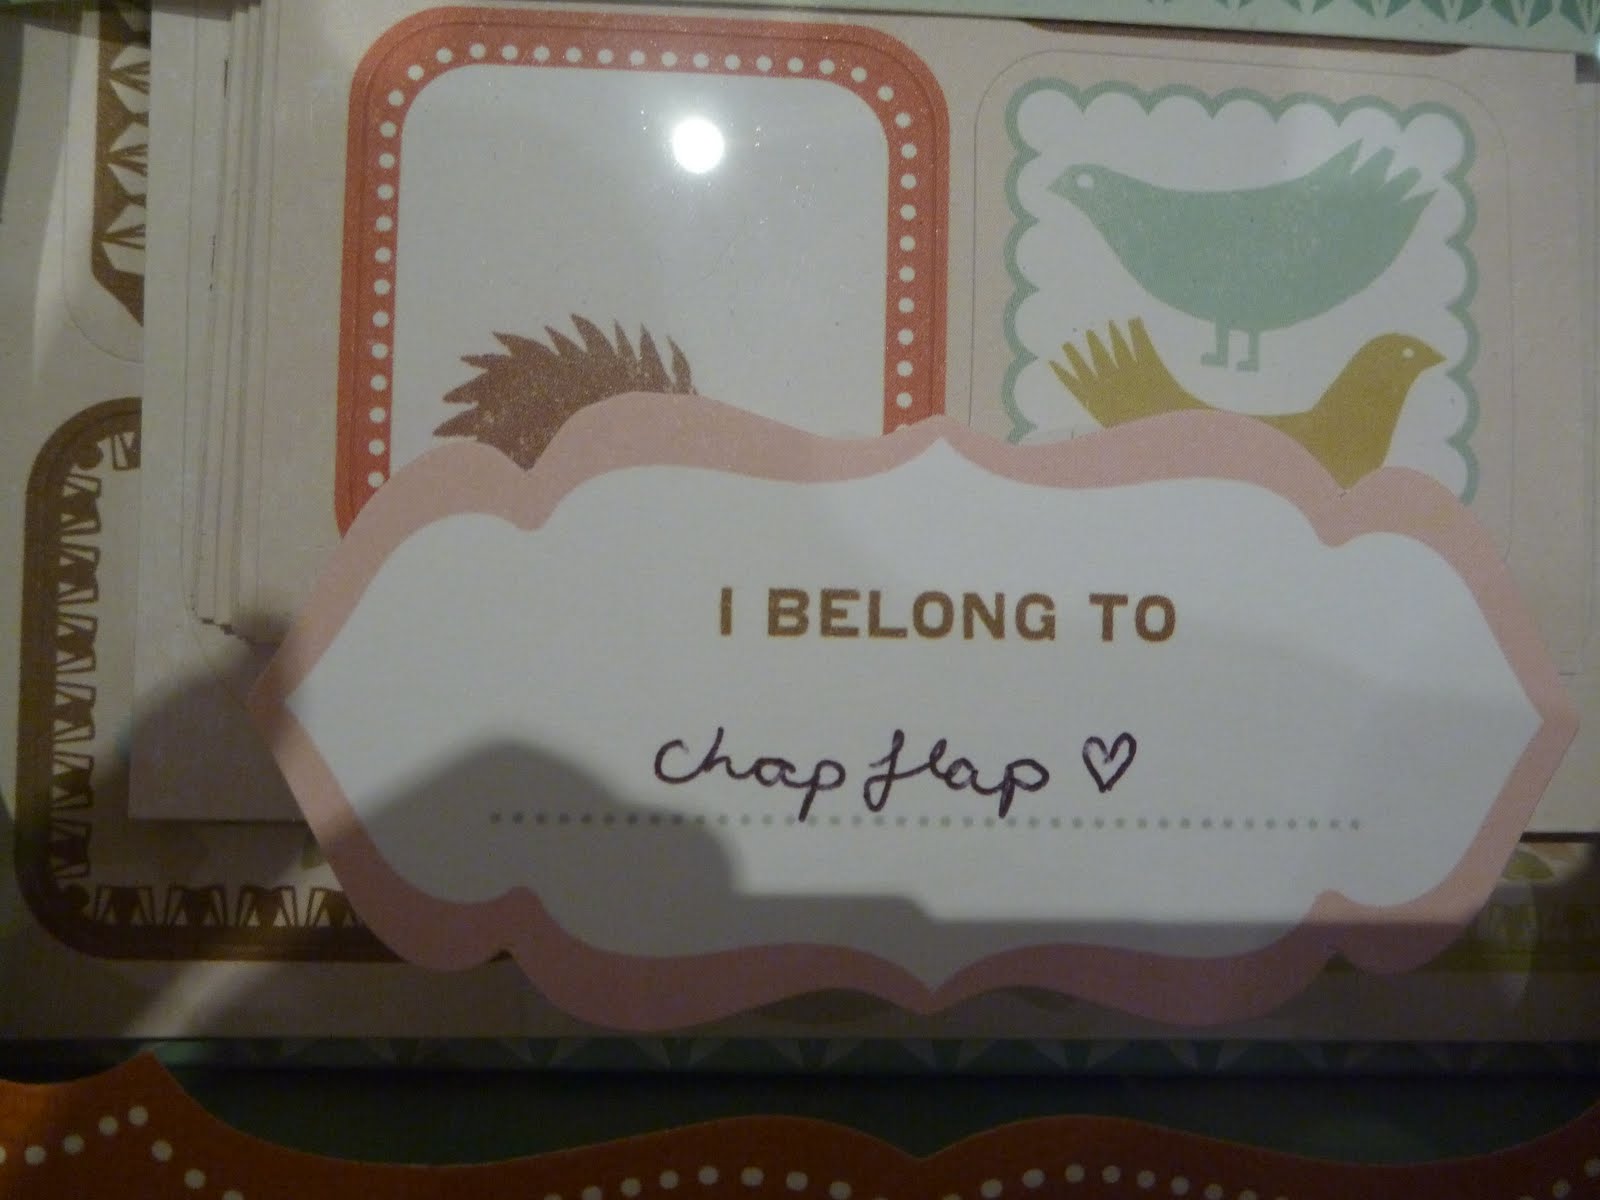 I BELONG TO
chap flap ♡